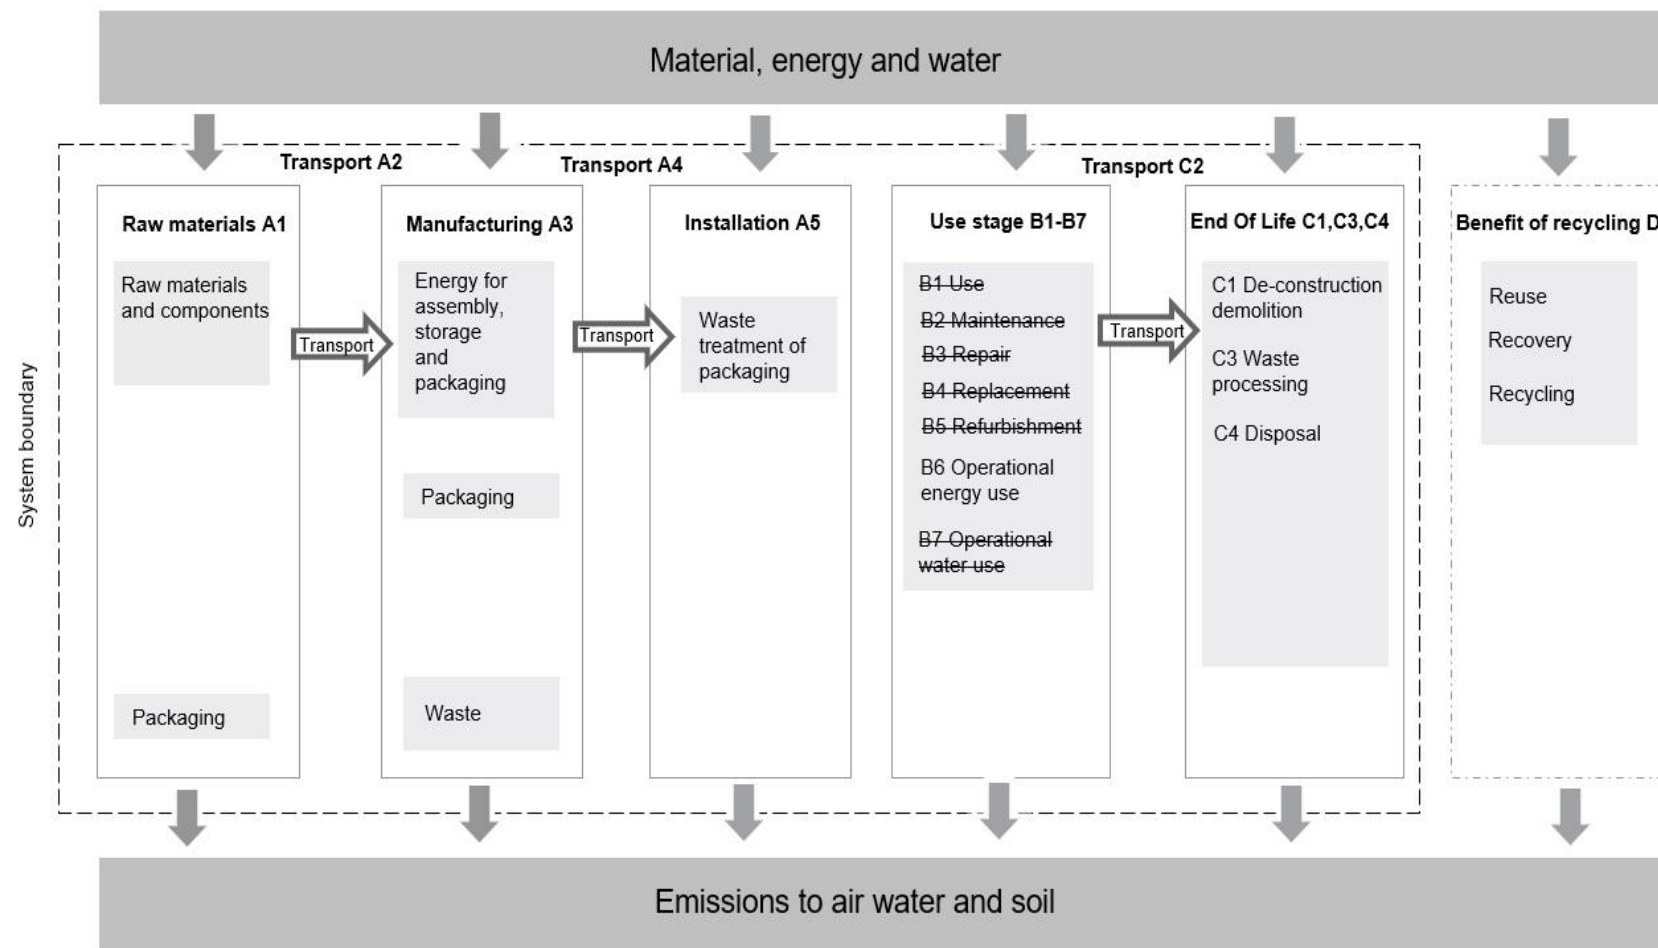 Material, energy and water
Transport A2
Transport A4
Transport C2
System boundary
Raw materials A1
Raw materials
and components
Packaging
Transport
Manufacturing A3
Energy for
assembly,
storage
and
packaging
Packaging
Waste
Transport
Installation A5
Waste
treatment of
packaging
Use stage B1-B7
B1 Use
B2 Maintenance
B3 Repair
B4 Replacement
B5 Refurbishment
B6 Operational
energy use
B7 Operational
water use
Transport
End Of Life C1,C3,C4
C1 De-construction
demolition
C3 Waste
processing
C4 Disposal
Benefit of recycling D
Reuse
Recovery
Recycling
Emissions to air water and soil